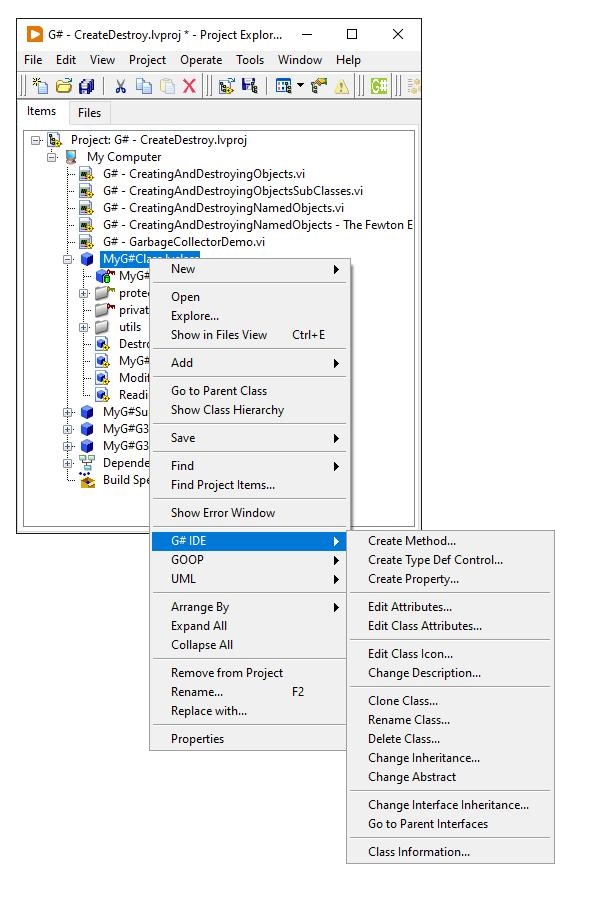 G# - CreateDestroy.lvproj * - Project Explor...
File Edit View Project Operate Tools Window Help
G#
Items Files
Project: G# - CreateDestroy.lvproj
My Computer
G# - CreatingAndDestroyingObjects.vi
G# - CreatingAndDestroyingObjectsSubClasses.vi
G# - CreatingAndDestroyingNamedObjects.vi
G# - CreatingAndDestroyingNamedObjects - The Fewton E
G# - GarbageCollectorDemo.vi
MyG#Class.lvclass
MyG#
protec
privat
utils
Destro
MyG#
Modif
Readi
MyG#Su
MyG#G3
MyG#G3
Depende
Build Spe
New
Open
Explore...
Show in Files View Ctrl+E
Add
Go to Parent Class
Show Class Hierarchy
Save
Find
Find Project Items...
Show Error Window
G# IDE
GOOP
UML
Arrange By
Expand All
Collapse All
Remove from Project
Rename... F2
Replace with...
Properties
Create Method...
Create Type Def Control...
Create Property...
Edit Attributes...
Edit Class Attributes...
Edit Class Icon...
Change Description...
Clone Class...
Rename Class...
Delete Class...
Change Inheritance...
Change Abstract
Change Interface Inheritance...
Go to Parent Interfaces
Class Information...